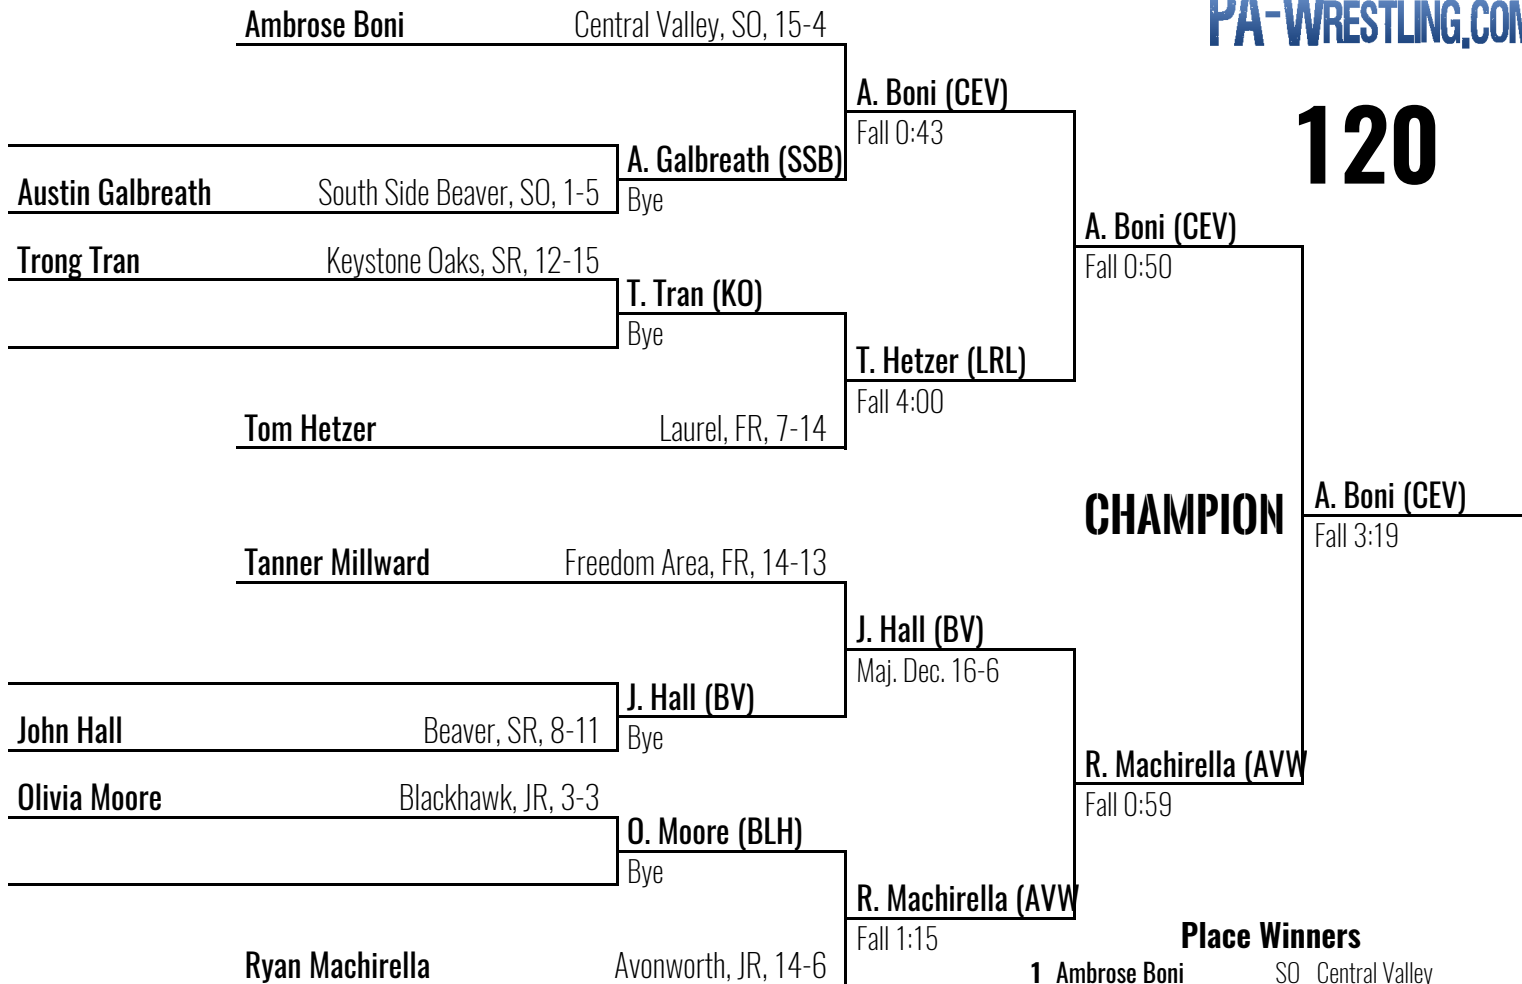 PA-WRESTLING.COM
120
Ambrose Boni Central Valley, SO, 15-4
A. Boni (CEV)
Fall 0:43
A. Galbreath (SSB)
Bye
Austin Galbreath South Side Beaver, SO, 1-5
A. Boni (CEV)
Fall 0:50
Trong Tran Keystone Oaks, SR, 12-15
T. Tran (KO)
Bye
T. Hetzer (LRL)
Fall 4:00
Tom Hetzer Laurel, FR, 7-14
CHAMPION
A. Boni (CEV)
Fall 3:19
Tanner Millward Freedom Area, FR, 14-13
J. Hall (BV)
Maj. Dec. 16-6
J. Hall (BV)
Bye
John Hall Beaver, SR, 8-11
R. Machirella (AVW
Fall 0:59
Olivia Moore Blackhawk, JR, 3-3
O. Moore (BLH)
Bye
R. Machirella (AVW
Fall 1:15
Ryan Machirella Avonworth, JR, 14-6
Place Winners
1 Ambrose Boni SO Central Valley